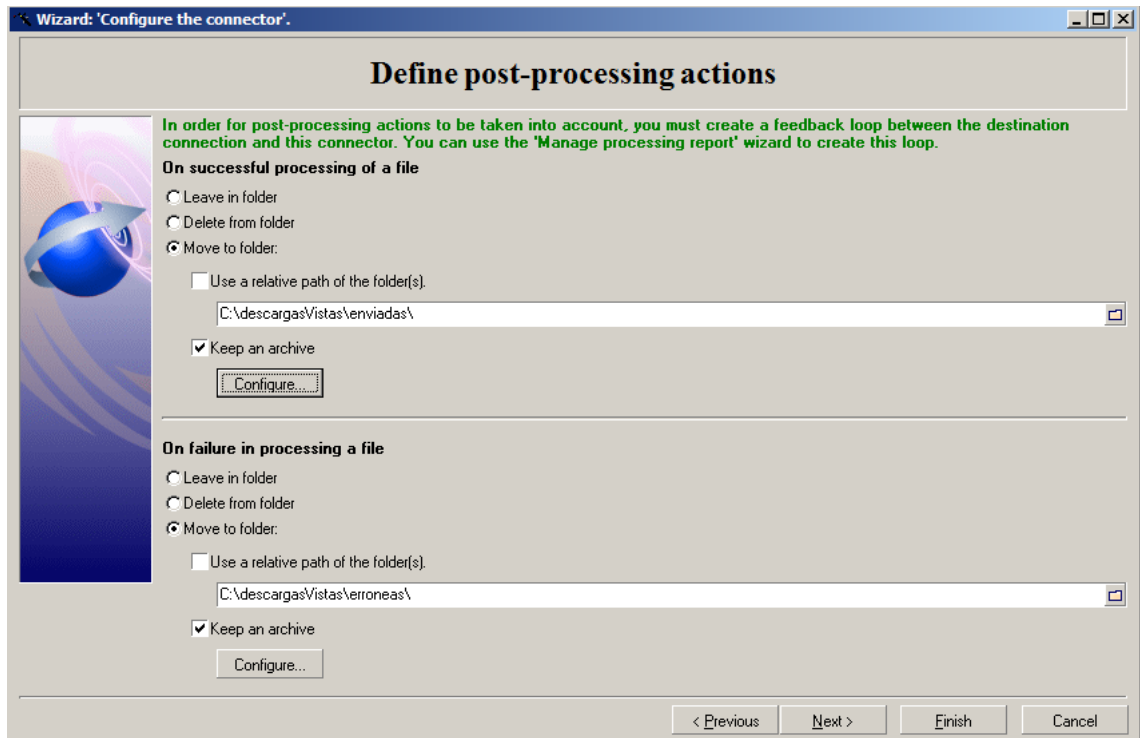 Wizard: 'Configure the connector'.
Define post-processing actions
In order for post-processing actions to be taken into account, you must create a feedback loop between the destination
connection and this connector. You can use the 'Manage processing report' wizard to create this loop.
On successful processing of a file
Leave in folder
Delete from folder
Move to folder:
Use a relative path of the folder(s).
C:\descargasVistas\enviadas\
Keep an archive
Configure...
On failure in processing a file
Leave in folder
Delete from folder
Move to folder:
Use a relative path of the folder(s).
C:\descargasVistas\erroneas\
Keep an archive
Configure...
< Previous Next > Finish Cancel